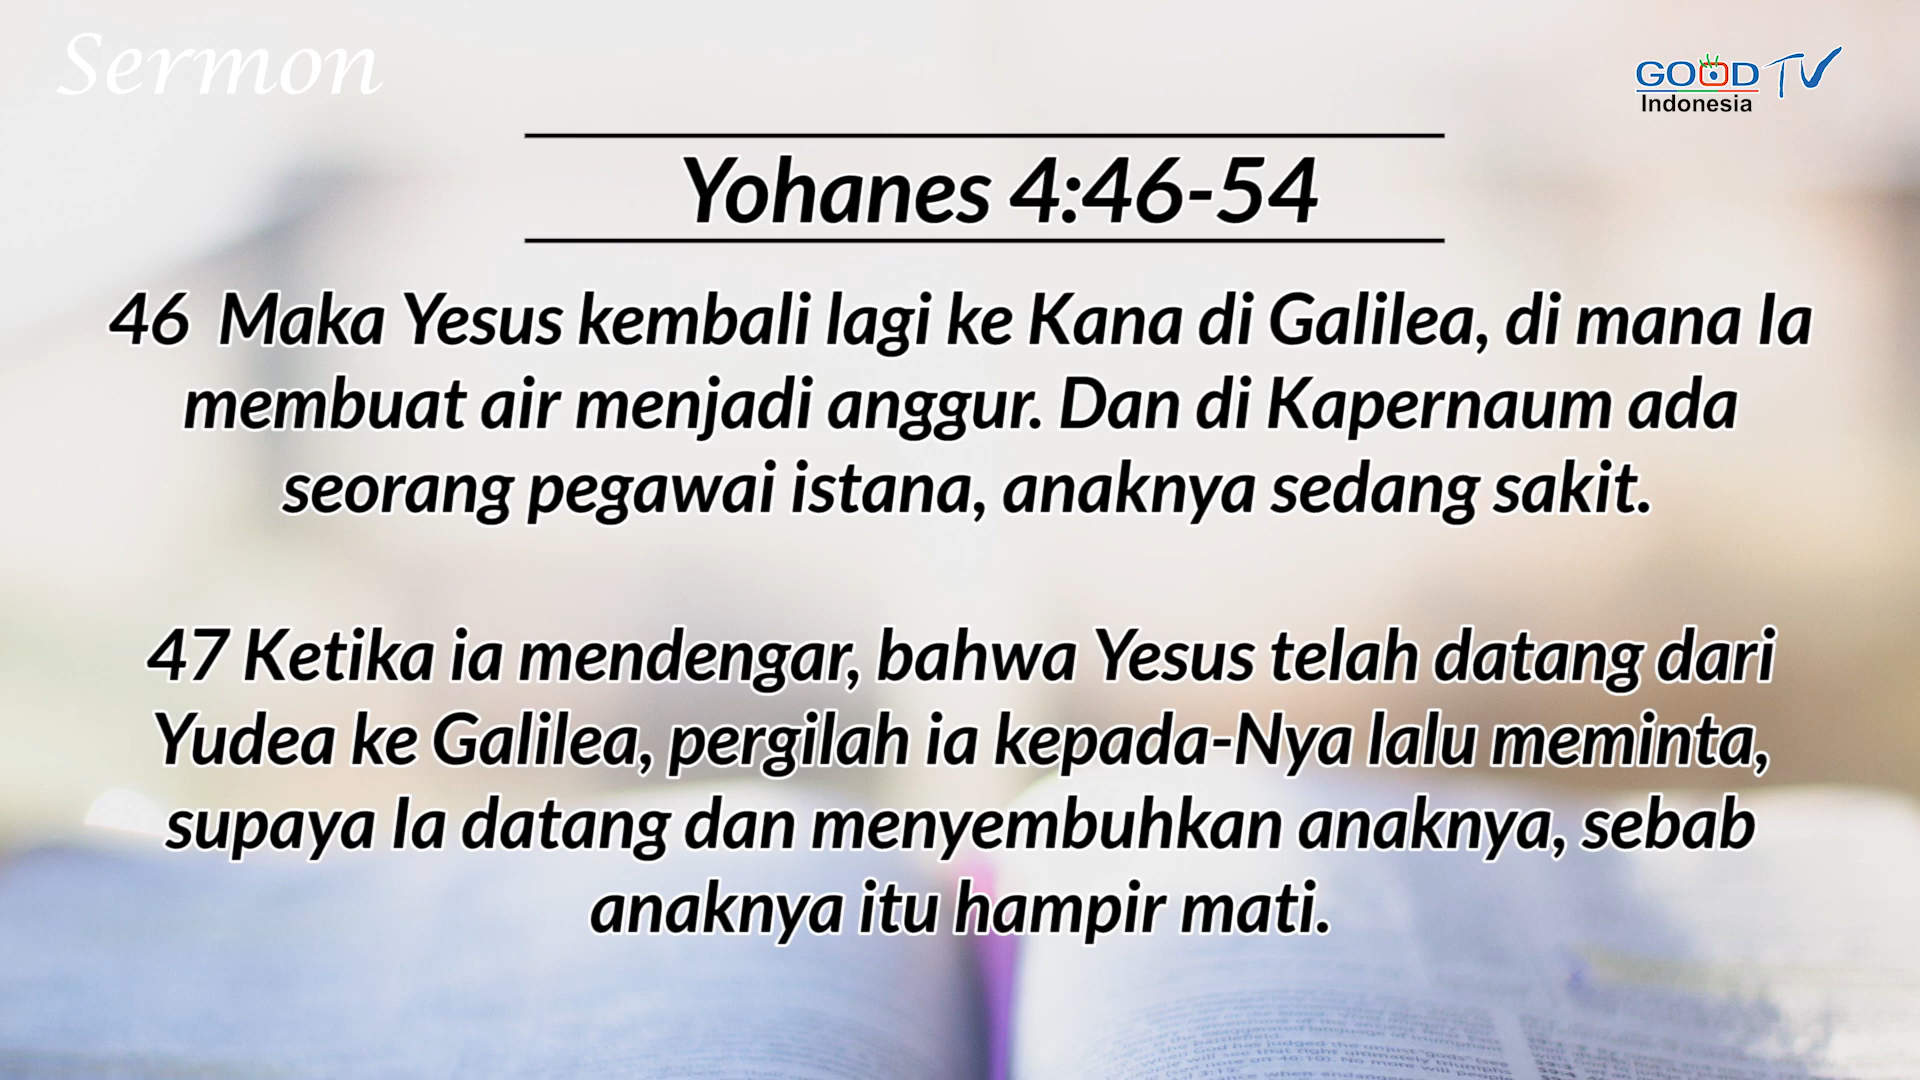 Sermon
GOOD TV
Indonesia
Yohanes 4:46-54
46 Maka Yesus kembali lagi ke Kana di Galilea, di mana Ia
membuat air menjadi anggur. Dan di Kapernaum ada
seorang pegawai istana, anaknya sedang sakit.
47 Ketika ia mendengar, bahwa Yesus telah datang dari
Yudea ke Galilea, pergilah ia kepada-Nya lalu meminta,
supaya Ia datang dan menyembuhkan anaknya, sebab
anaknya itu hampir mati.